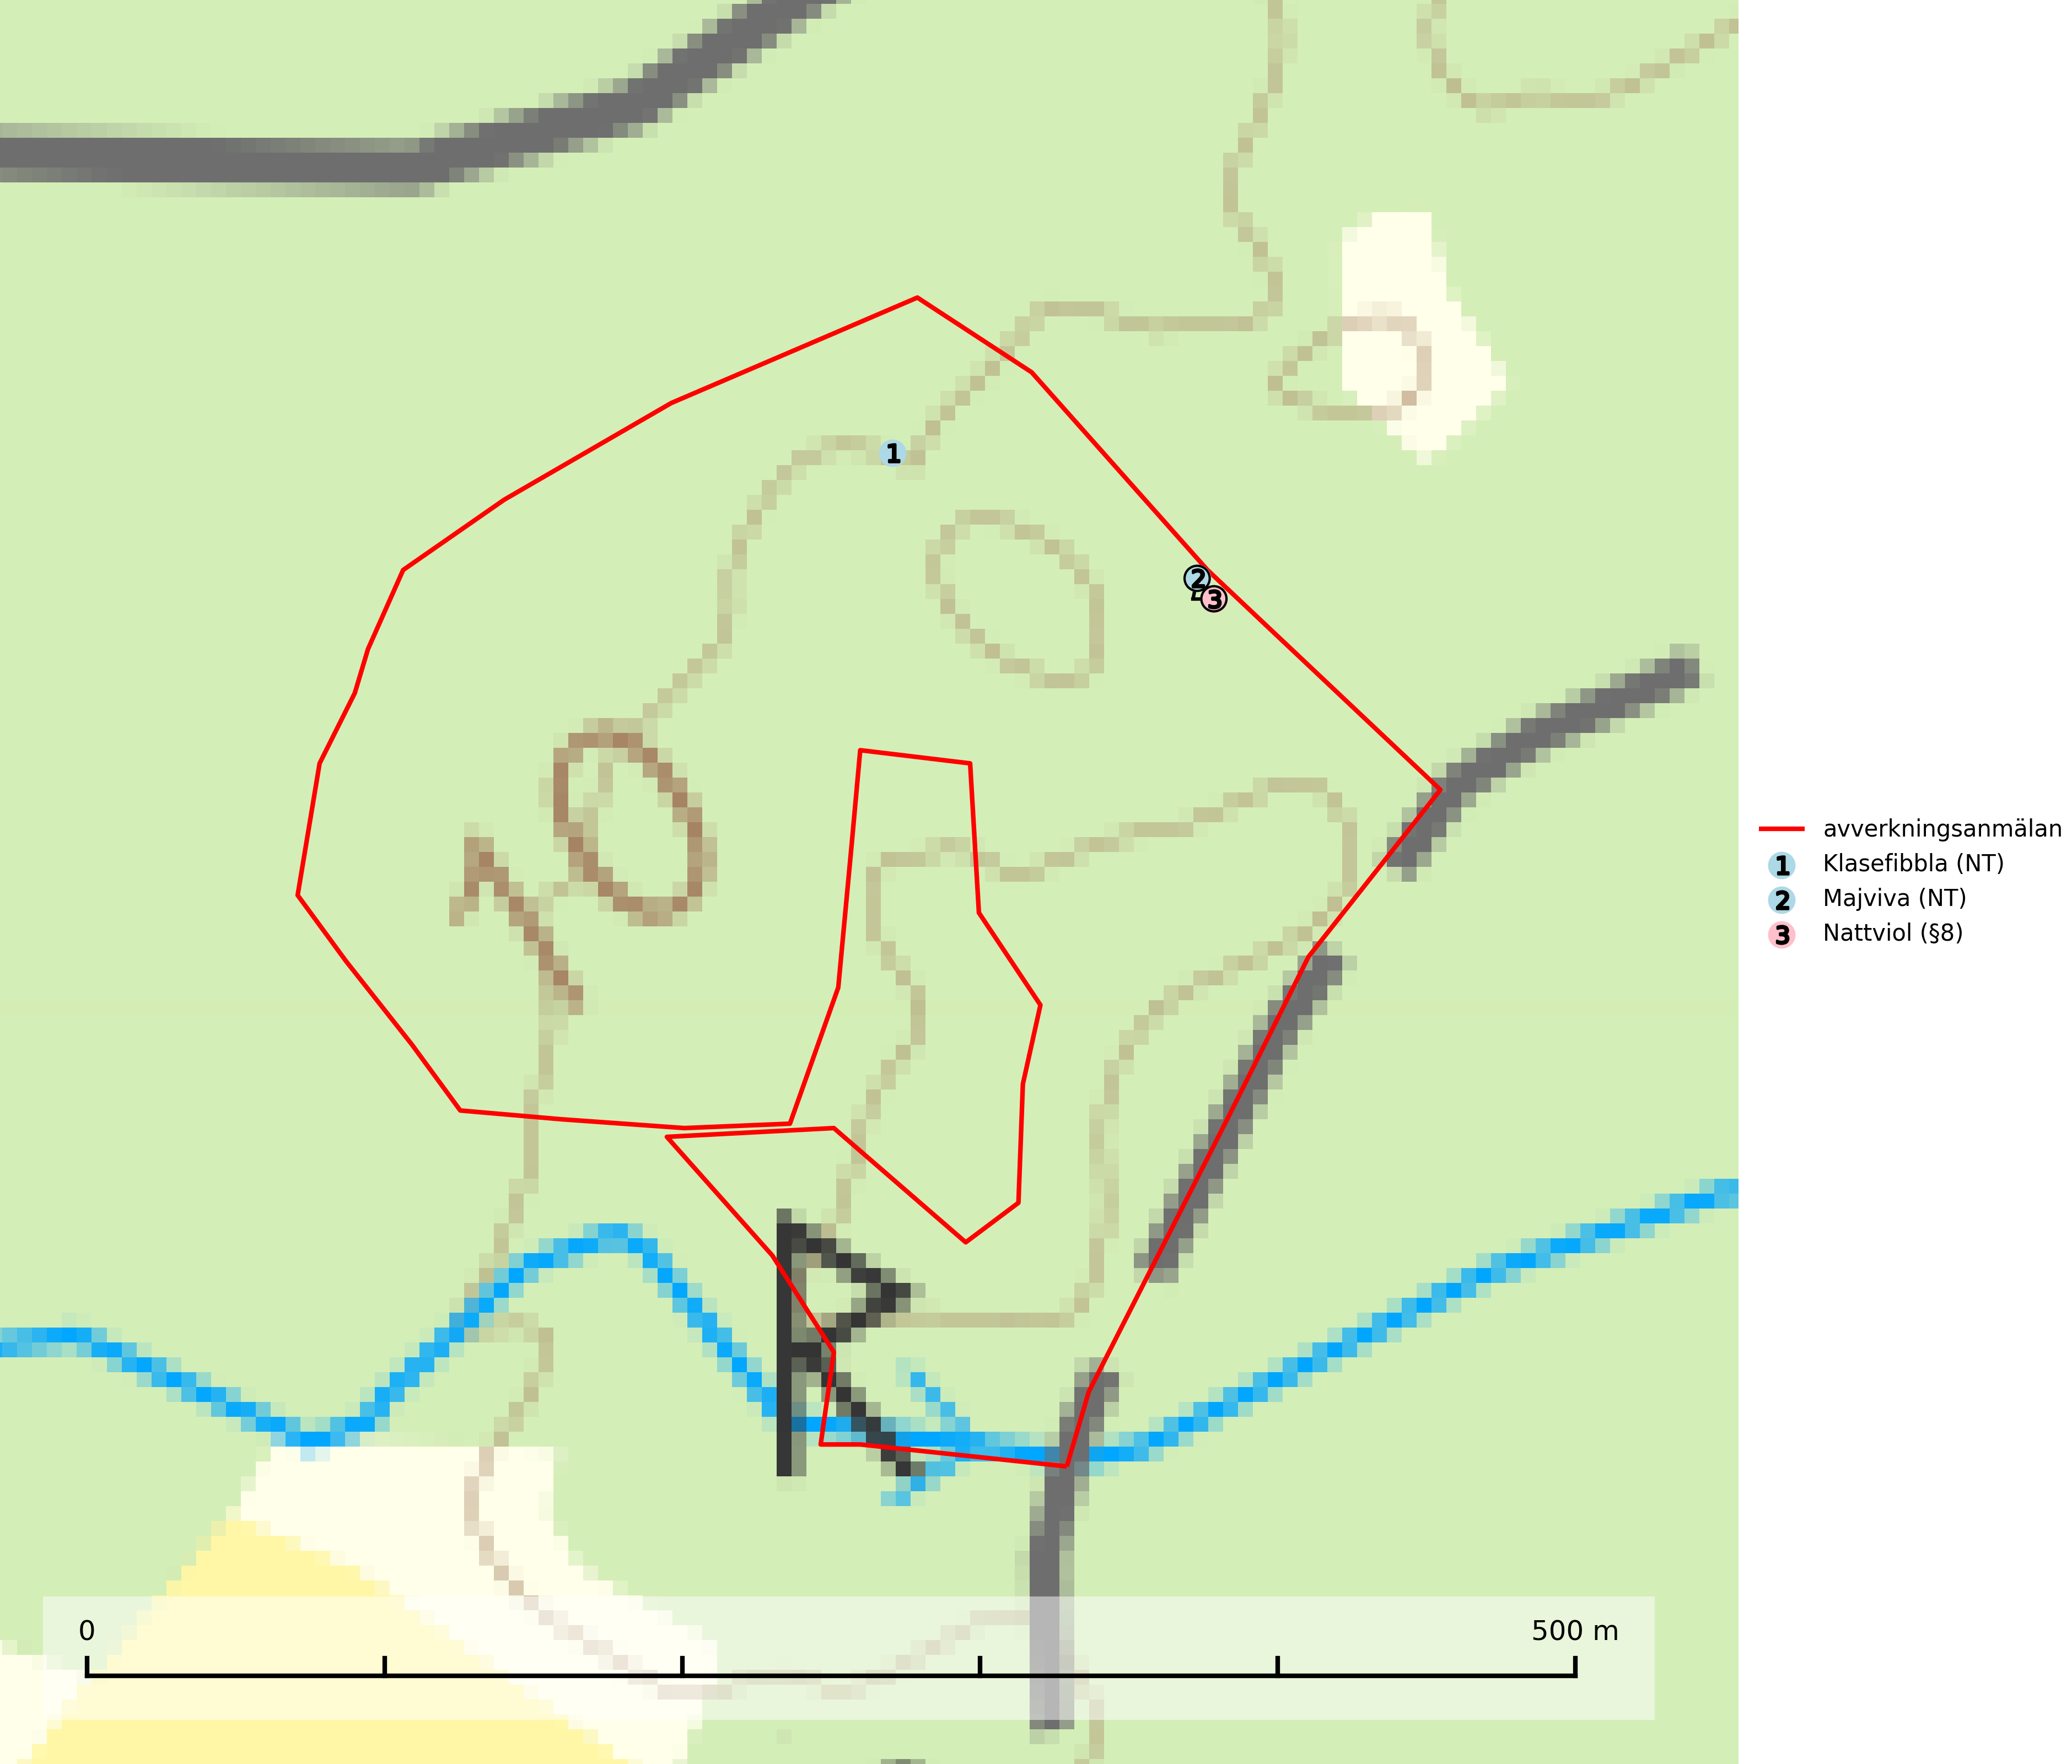 1
2
3
R
avverkningsanmälan
1 Klasefibbla (NT)
2 Majviva (NT)
3 Nattviol (§8)
0 500 m